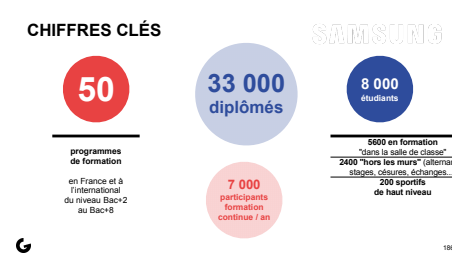 CHIFFRES CLÉS
SAMSUNG
50
programmes
de formation
en France et à
l'international
du niveau Bac+2
au Bac+8
33 000
diplômés
7 000
participants
formation
continue / an
8 000
étudiants
5600 en formation
"dans la salle de classe"
2400 "hors les murs" (alterna
stages, césures, échanges...
200 sportifs
de haut niveau
186